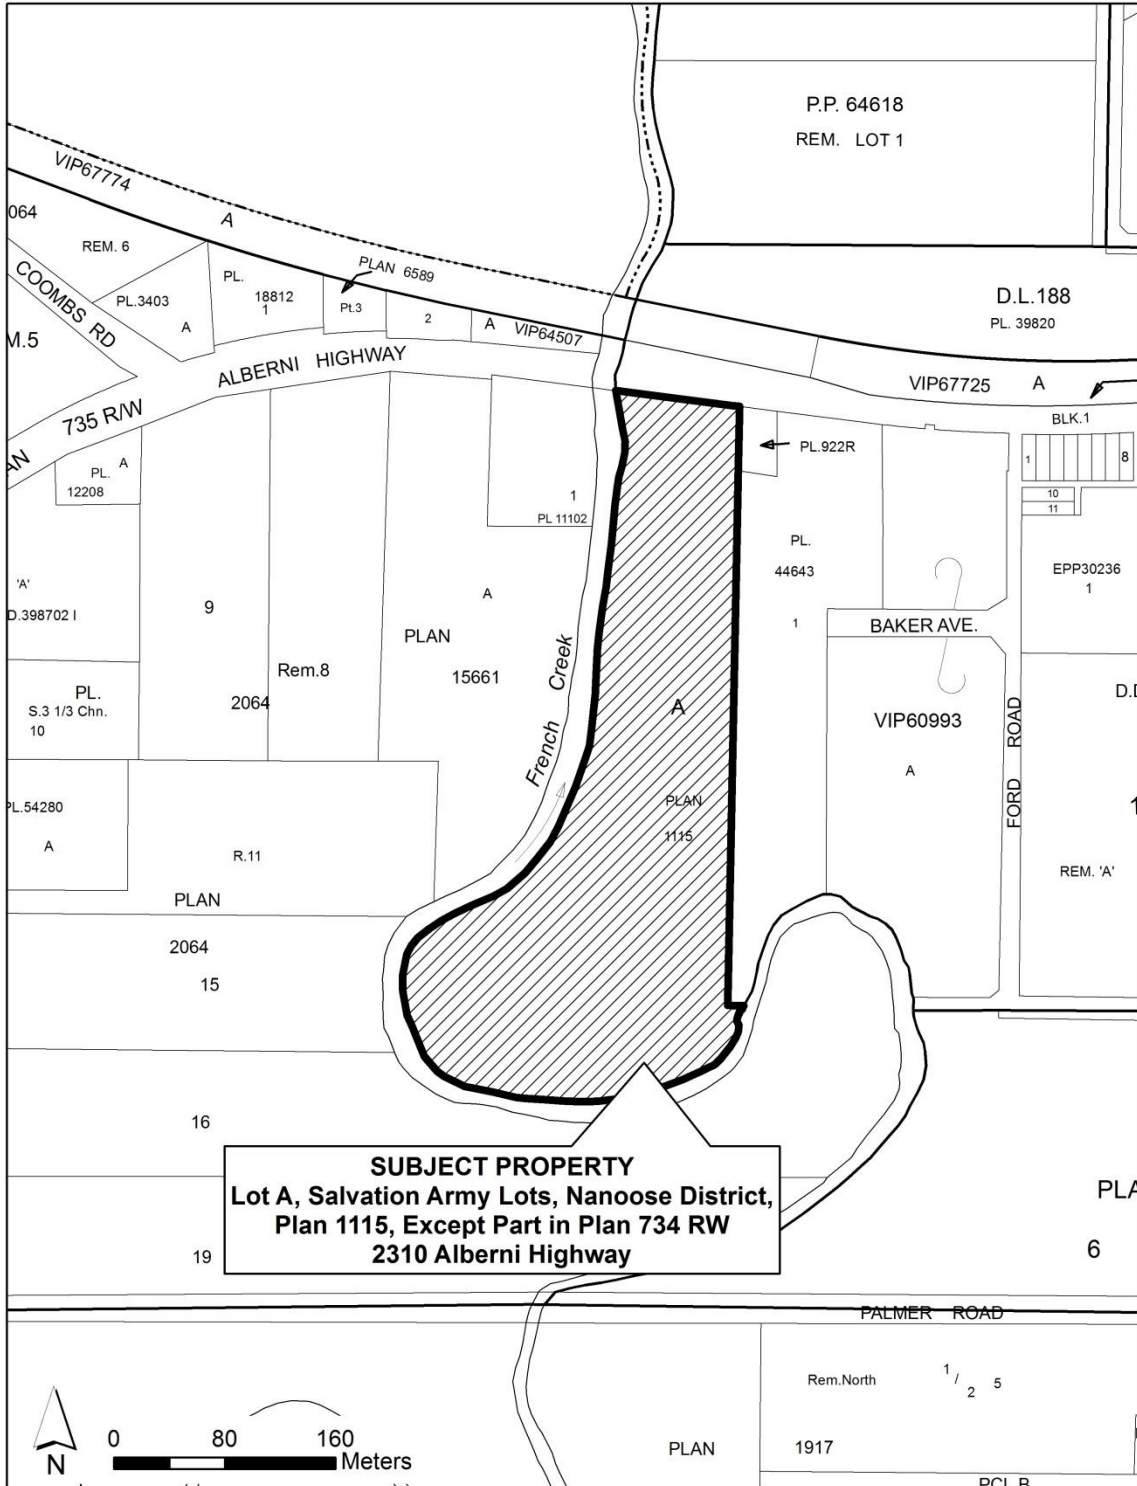 P.P. 64618
REM. LOT 1
VIP67774
A
064
REM. 6
COOMBS RD
PL.3403
A
PL.
18812
1
PLAN 6589
Pt.3
2
A
VIP64507
D.L.188
PL. 39820
M.5
ALBERNI HIGHWAY
735 R/W
AN
VIP67725
A
BLK.1
1
8
10
11
PL.922R
PL.
A
12208
1
PL 11102
PL.
44643
1
EPP30236
1
'A'
D.398702 I
9
Rem.8
2064
PLAN
A
15661
French Creek
A
PLAN
1115
BAKER AVE.
VIP60993
A
FORD ROAD
REM. 'A'
PL.
S.3 1/3 Chn.
10
PL.54280
A
R.11
PLAN
2064
15
16
19
SUBJECT PROPERTY
Lot A, Salvation Army Lots, Nanoose District,
Plan 1115, Except Part in Plan 734 RW
2310 Alberni Highway
PLA
6
PALMER ROAD
Rem.North
1
/
2
5
PLAN
1917
PCL B
N
0
80
160
Meters